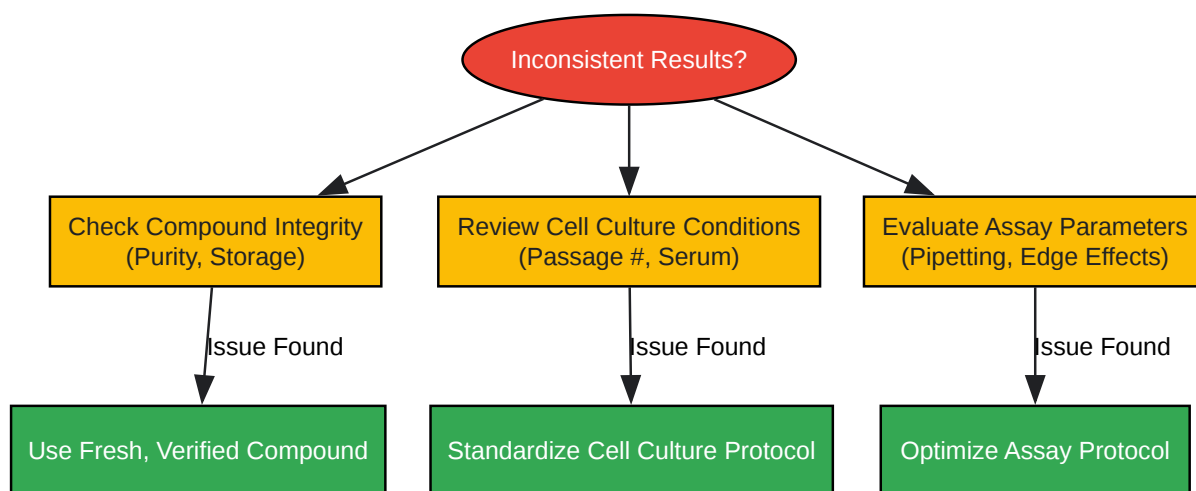 Inconsistent Results?
Check Compound Integrity
(Purity, Storage)
Review Cell Culture Conditions
(Passage #, Serum)
Evaluate Assay Parameters
(Pipetting, Edge Effects)
Issue Found
Issue Found
Issue Found
Use Fresh, Verified Compound
Standardize Cell Culture Protocol
Optimize Assay Protocol